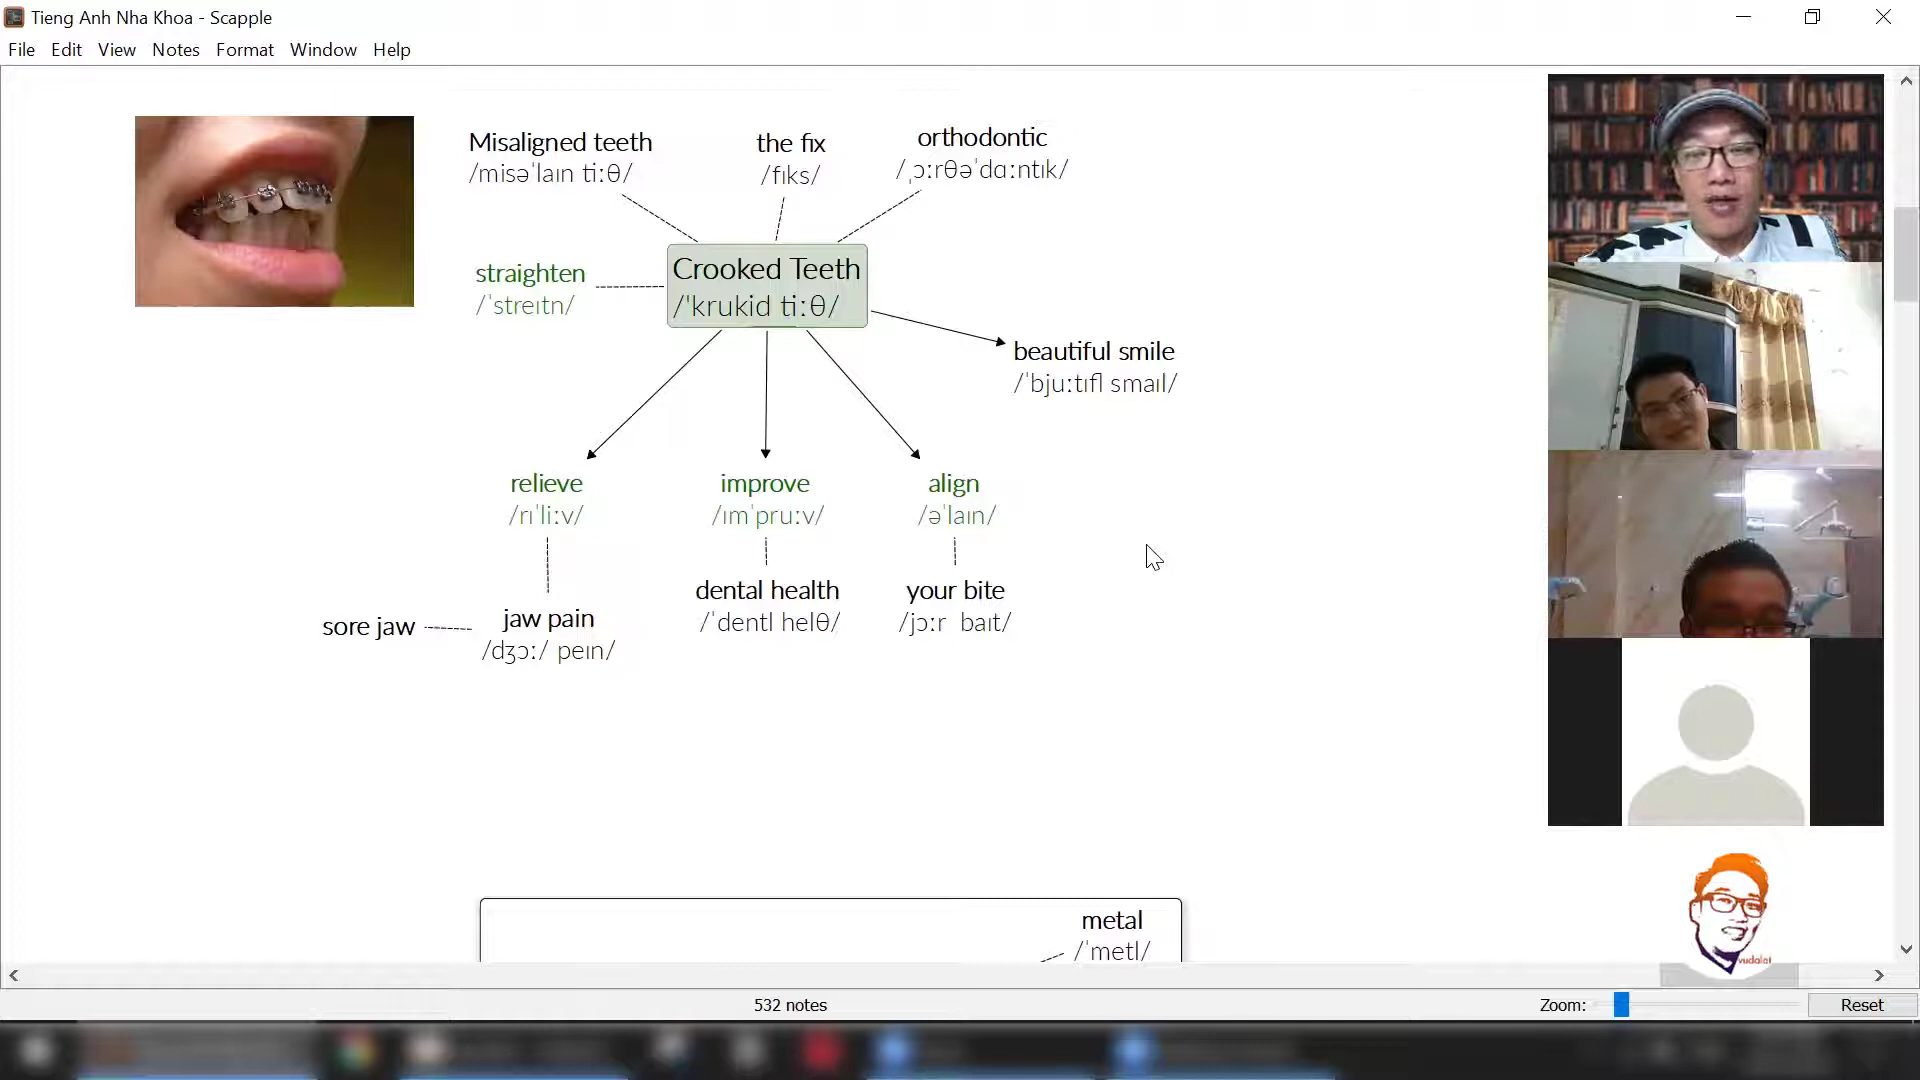 Tieng Anh Nha Khoa - Scapple
File Edit View Notes Format Window Help
Misaligned teeth
/misəˈlaɪn tiːθ/
the fix
/fɪks/
orthodontic
/ˌɔːrθəˈdɑːntɪk/
straighten
/ˈstreɪtn/
Crooked Teeth
/ˈkrukid tiːθ/
beautiful smile
/ˈbjuːtɪfl smaɪl/
relieve
/rɪˈliːv/
improve
/ɪmˈpruːv/
align
/əˈlaɪn/
sore jaw
jaw pain
/dʒɔː/ peɪn/
dental health
/ˈdentl helθ/
your bite
/jɔːr baɪt/
metal
/ˈmetl/
vudalat
532 notes
Zoom:
Reset